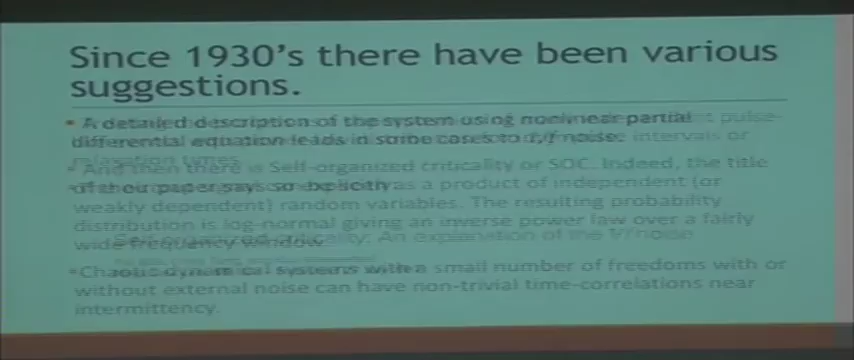 Since 1930's there have been various
suggestions.
• A detailed description of the system using nonlinear partial pulse-
differential equation leads in some cases to 1/f noise. intervals or
relaxation times
• And then there is Self-organized criticality or SOC. Indeed, the title
of their paper says so explicitly as a product of independent (or
weakly dependent) random variables. The resulting probability
distribution is log-normal giving an inverse power law over a fairly
wide frequency window
criticality: An explanation of the 1/f noise
• Chaotic dynamical systems with a small number of freedoms with or
without external noise can have non-trivial time-correlations near
intermittency.